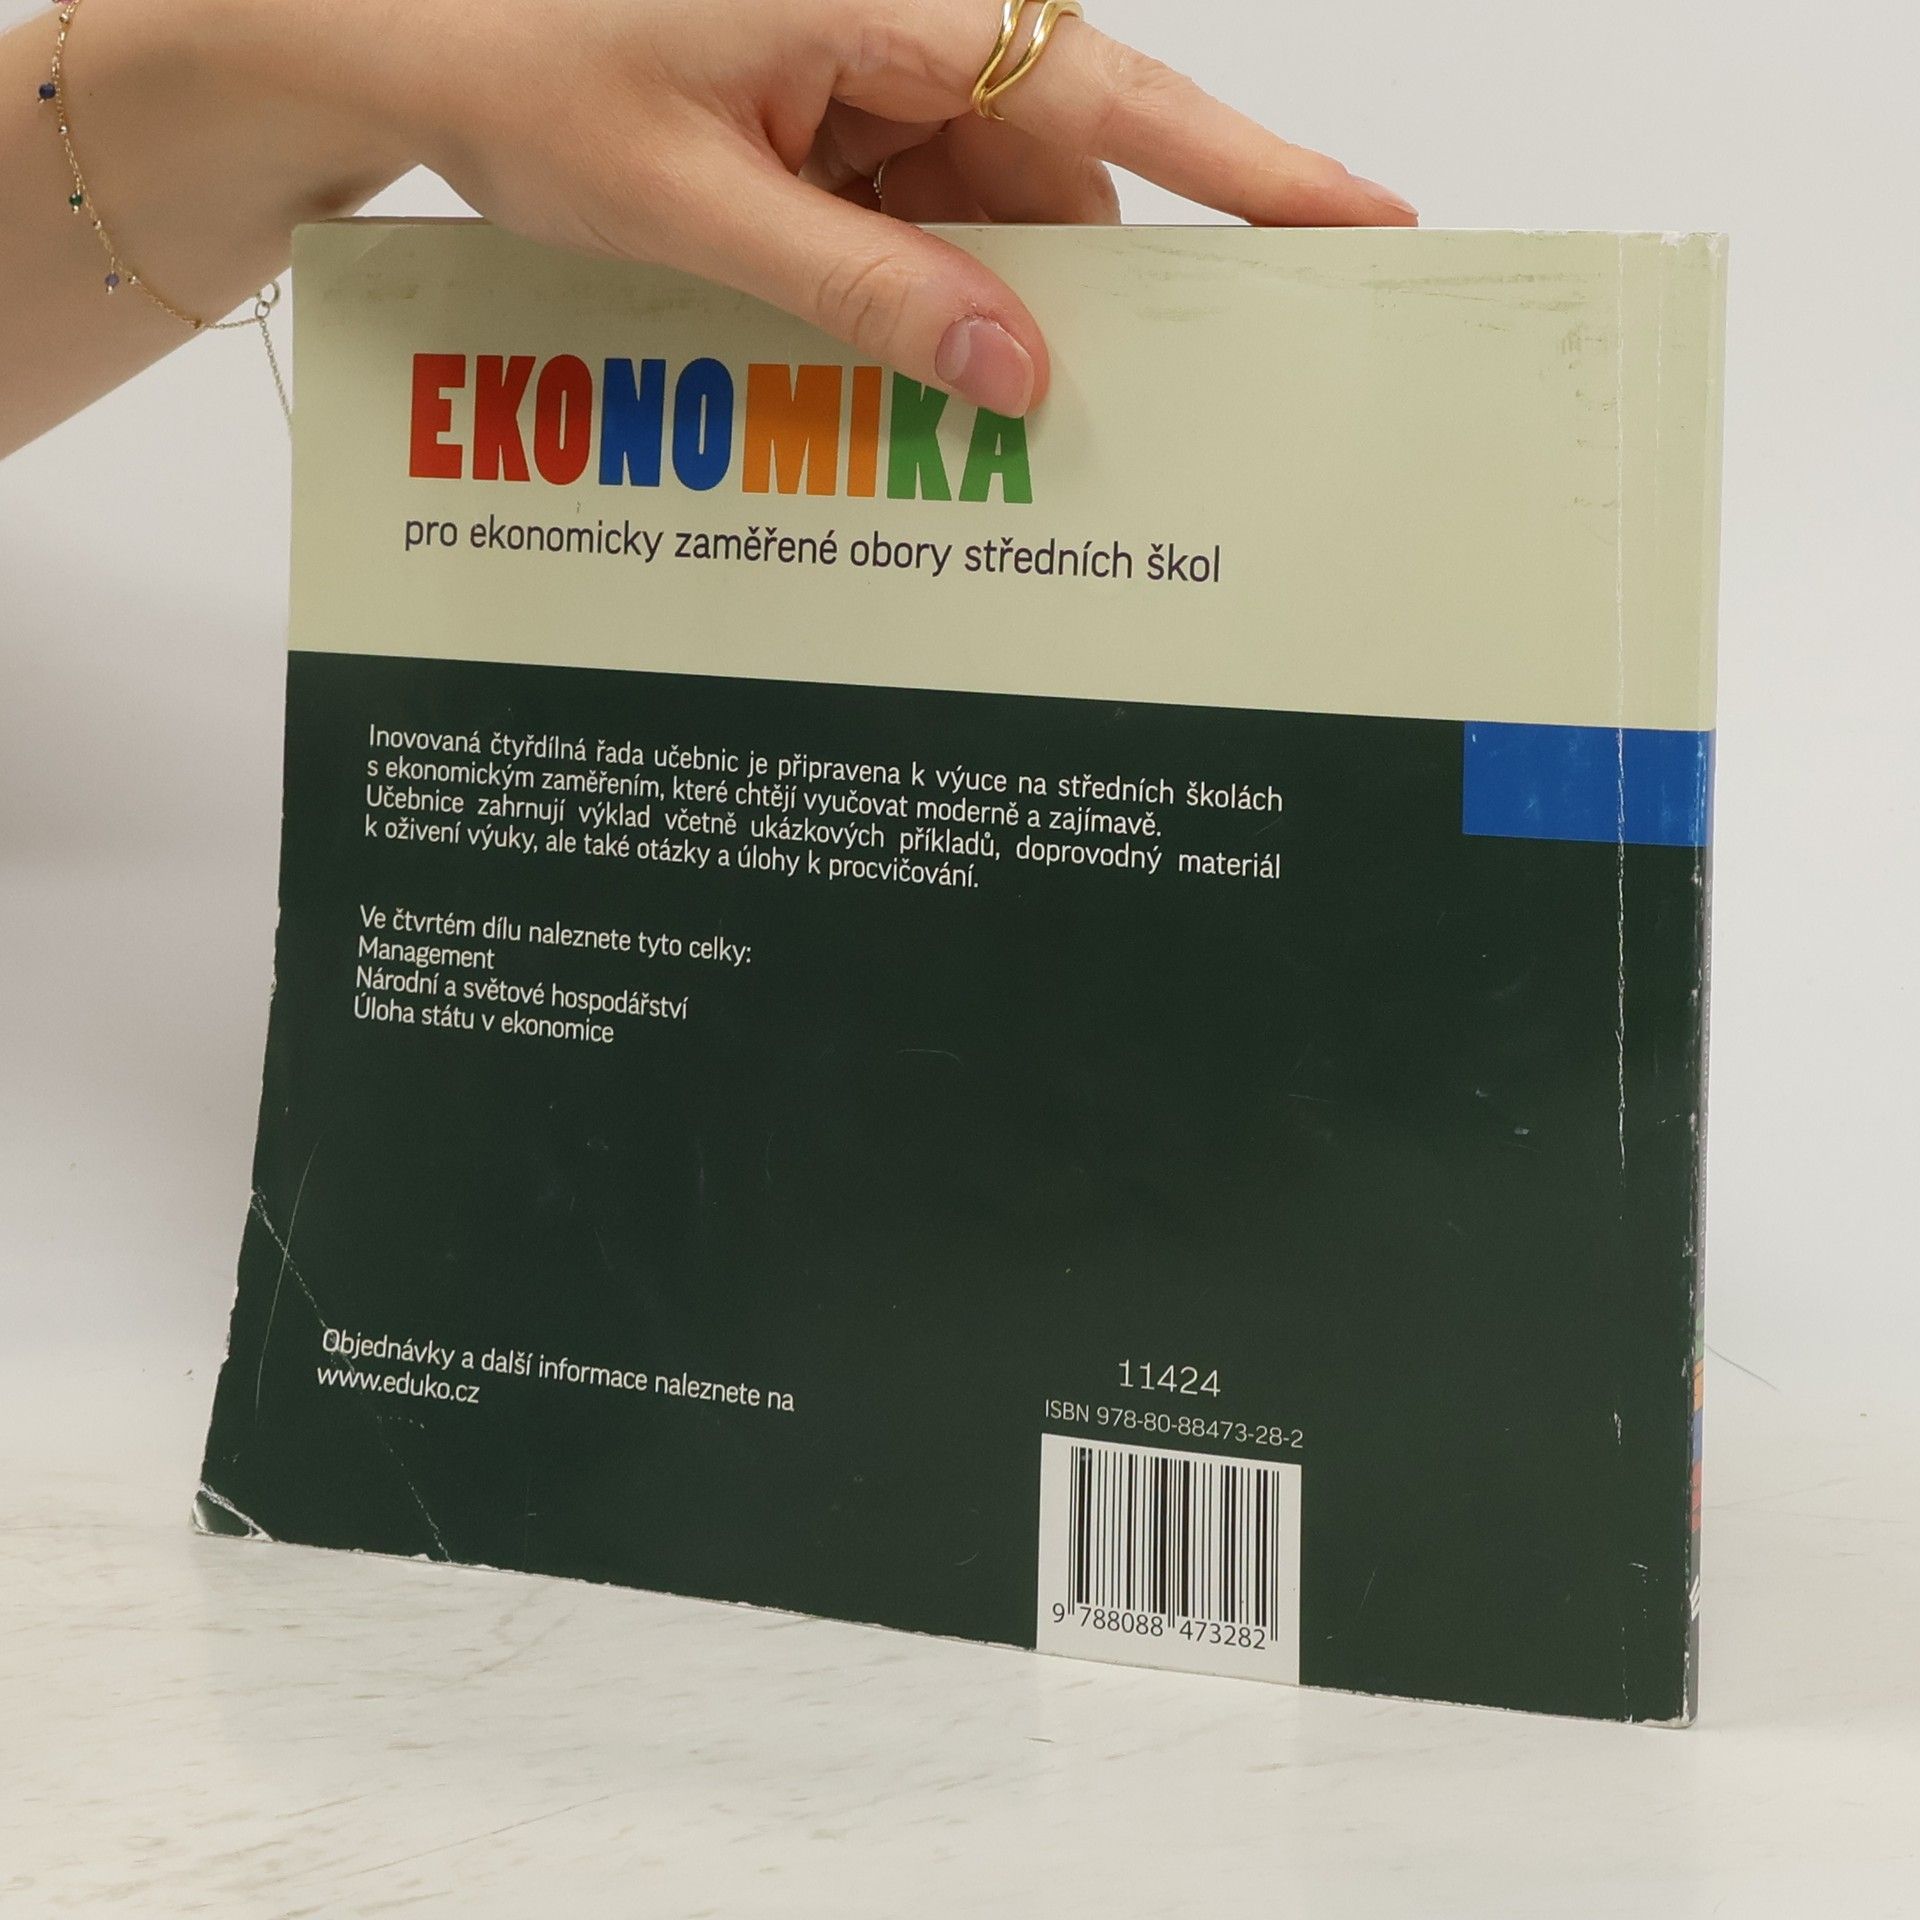 EKONOMIKA
pro ekonomicky zaměřené obory středních škol
Inovovaná čtyřdílná řada učebnic je připravena k výuce na středních školách
s ekonomickým zaměřením, které chtějí vyučovat moderně a zajímavě.
Učebnice zahrnují výklad včetně ukázkových příkladů, doprovodný materiál
k oživení výuky, ale také otázky a úlohy k procvičování.
Ve čtvrtém dílu naleznete tyto celky:
Management
Národní a světové hospodářství
Úloha státu v ekonomice
Objednávky a další informace naleznete na
www.eduko.cz
11424
ISBN 978-80-88473-28-2
9 788088 473282